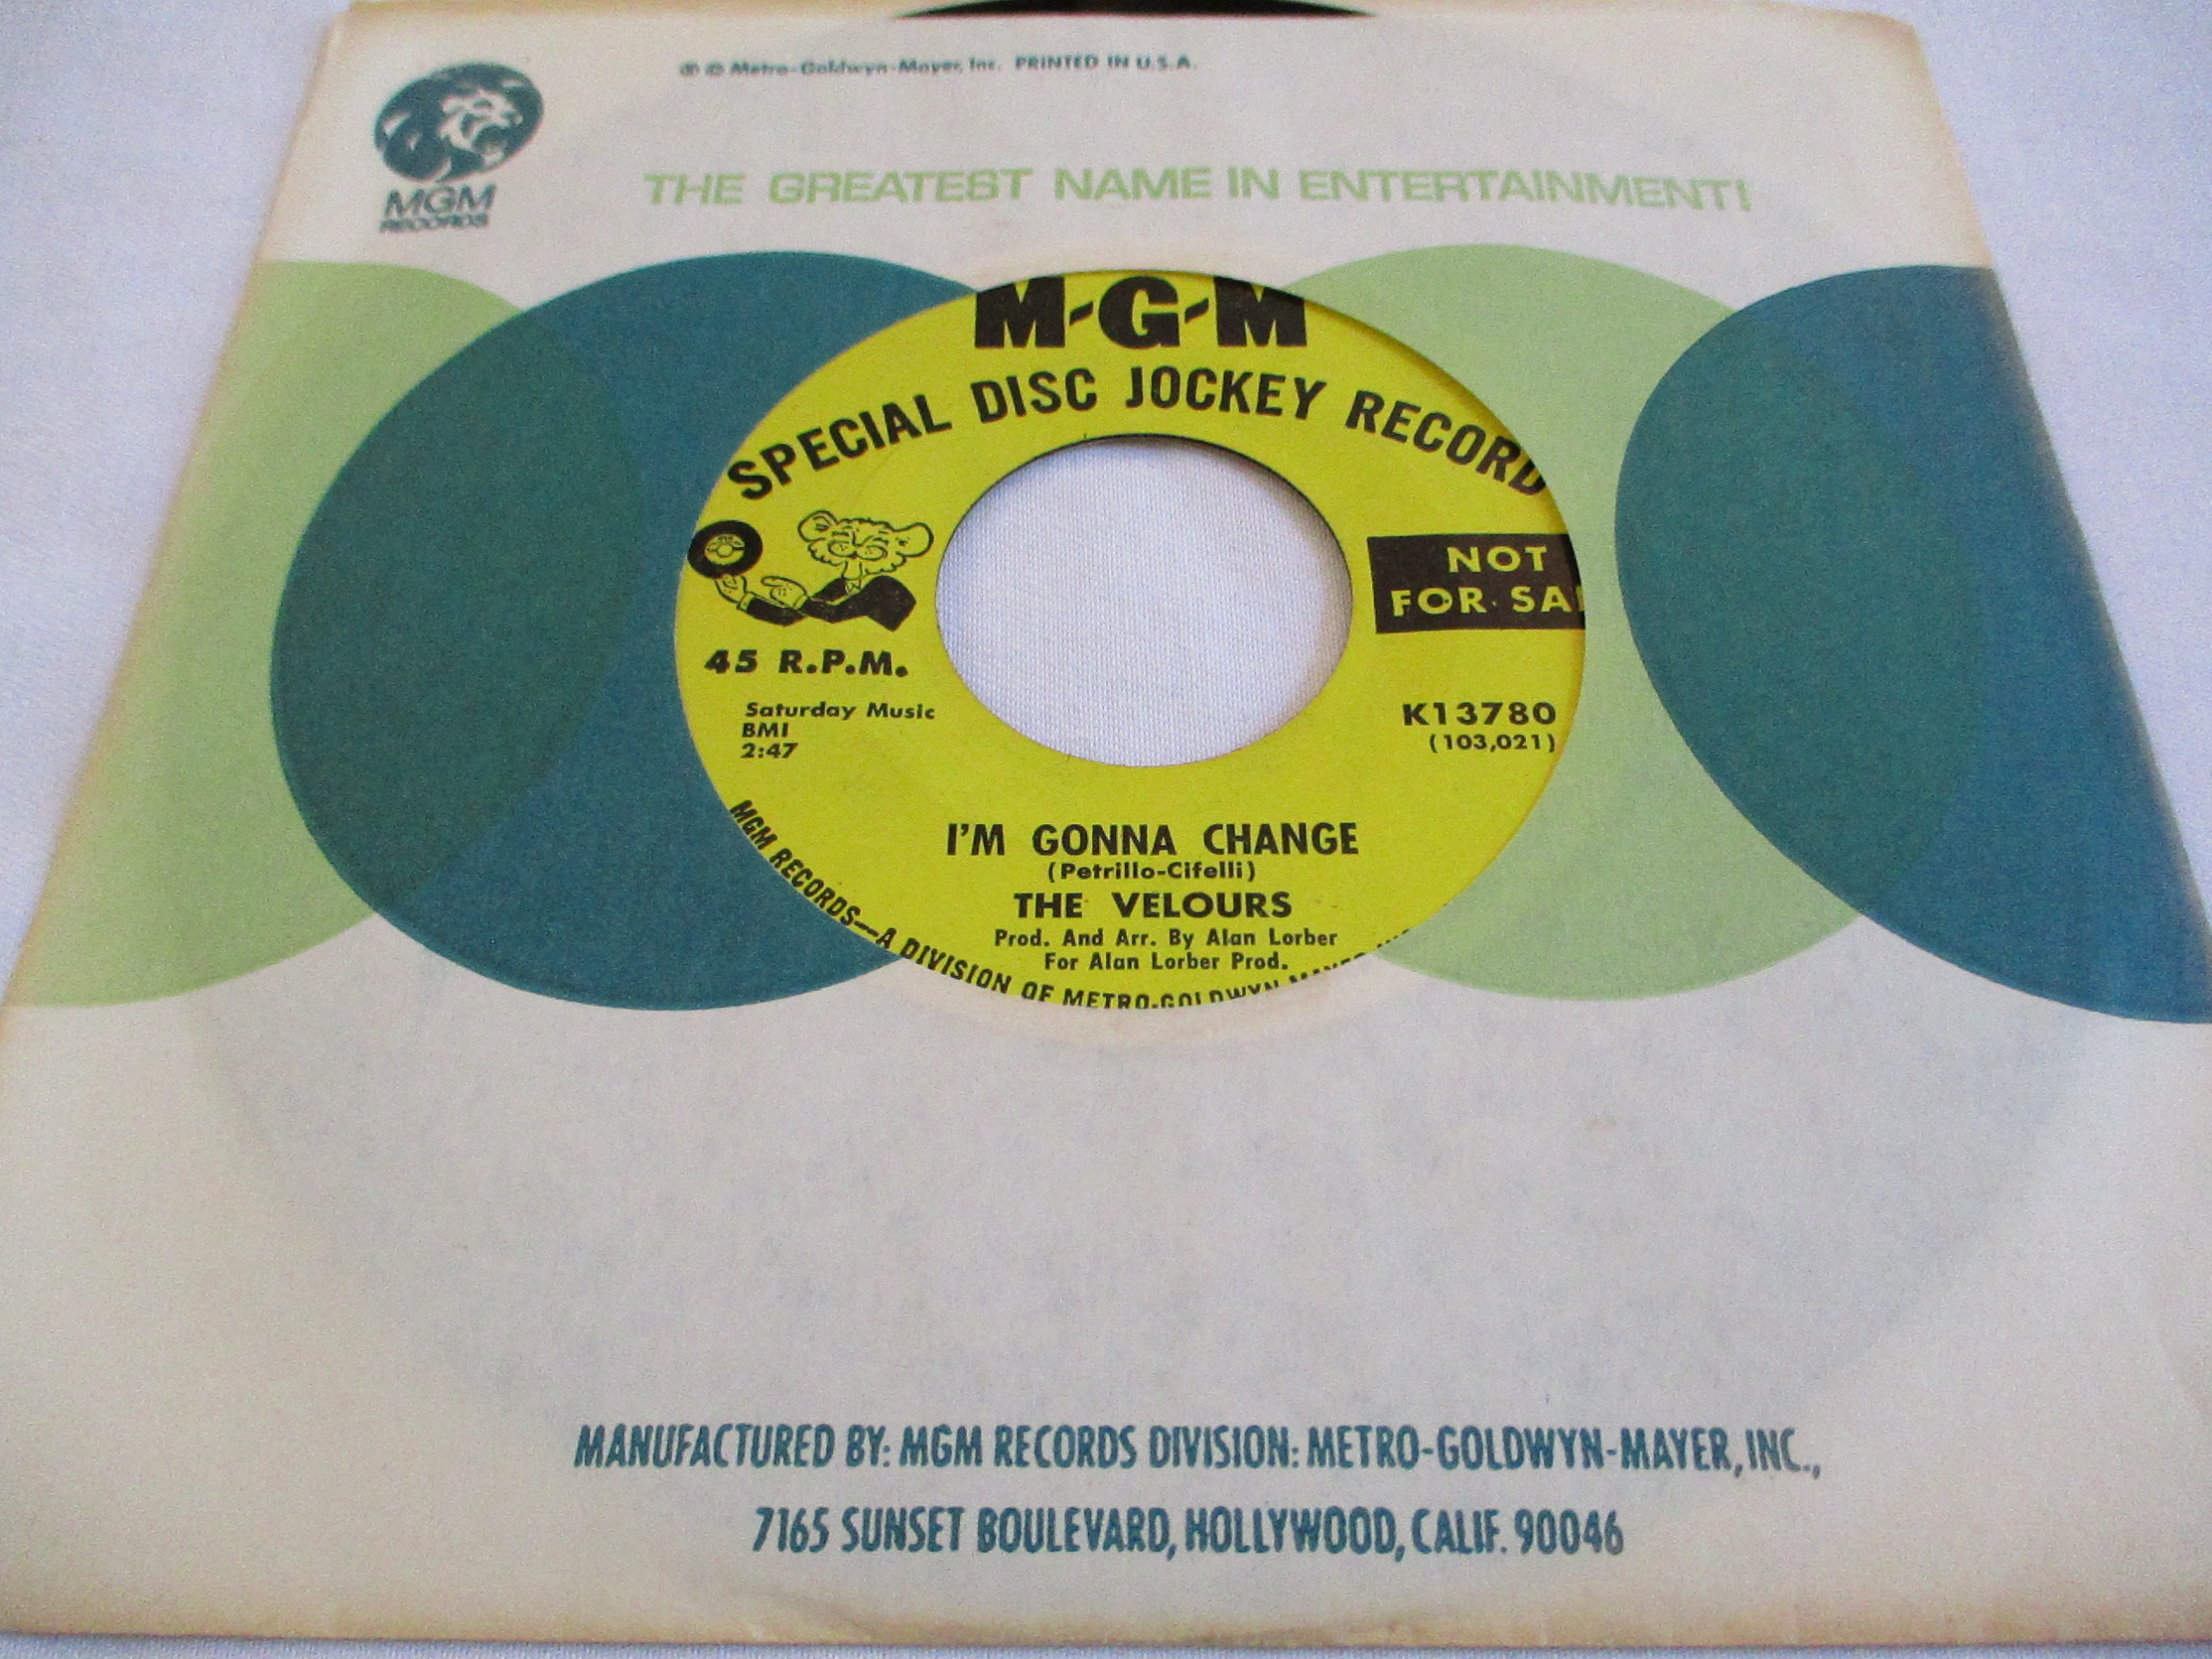 ℗ © Metro-Goldwyn-Mayer, Inc. PRINTED IN U.S.A.
MGM
RECORDS
THE GREATEST NAME IN ENTERTAINMENT!
M-G-M
SPECIAL DISC JOCKEY RECORD
NOT
FOR SA
45 R.P.M.
Saturday Music
BMI
2:47
K13780
(103,021)
I'M GONNA CHANGE
(Petrillo-Cifelli)
THE VELOURS
Prod. And Arr. By Alan Lorber
For Alan Lorber Prod.
MGM RECORDS—A DIVISION OF METRO-GOLDWYN-MAYER
MANUFACTURED BY: MGM RECORDS DIVISION: METRO-GOLDWYN-MAYER, INC.,
7165 SUNSET BOULEVARD, HOLLYWOOD, CALIF. 90046